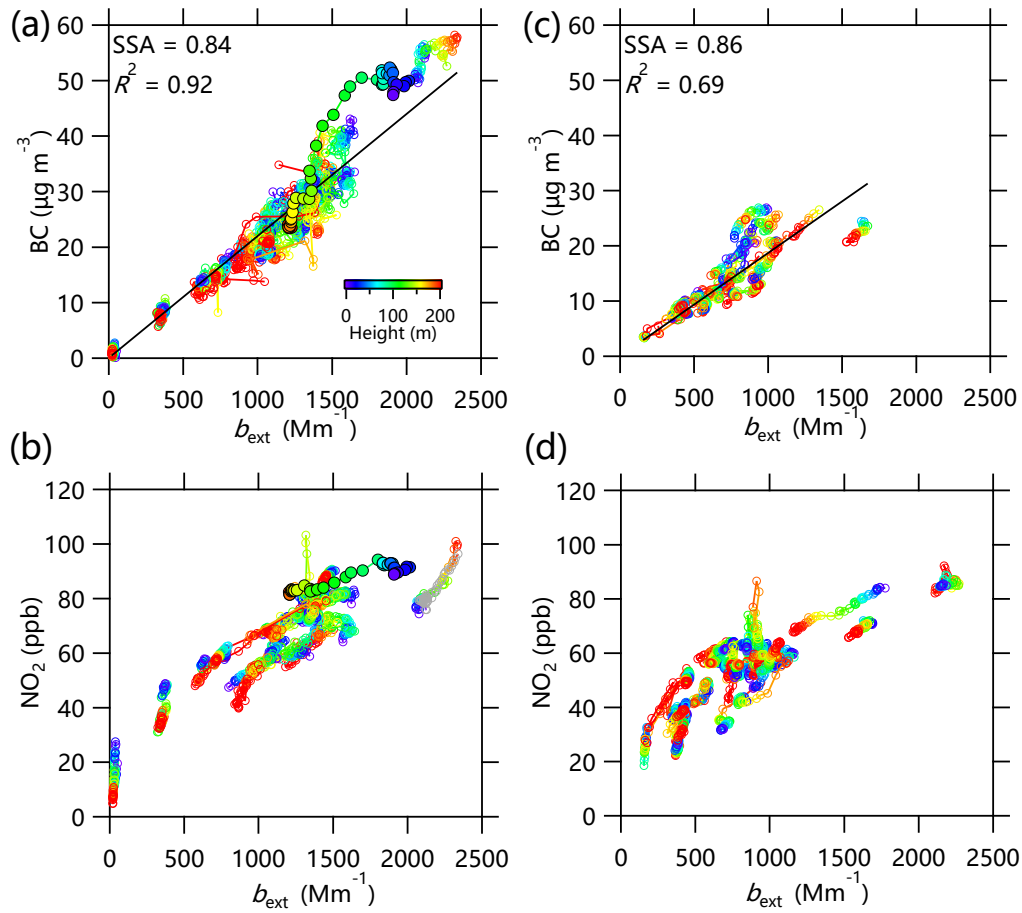 (a)
SSA = 0.84
R² = 0.92
60
50
40
30
20
10
0
BC (µg m⁻³)
0 100 200
Height (m)
0 500 1000 1500 2000 2500
b_ext (Mm⁻¹)
(c)
SSA = 0.86
R² = 0.69
60
50
40
30
20
10
0
BC (µg m⁻³)
0 500 1000 1500 2000 2500
b_ext (Mm⁻¹)
(b)
120
100
80
60
40
20
0
NO₂ (ppb)
0 500 1000 1500 2000 2500
b_ext (Mm⁻¹)
(d)
120
100
80
60
40
20
0
NO₂ (ppb)
0 500 1000 1500 2000 2500
b_ext (Mm⁻¹)